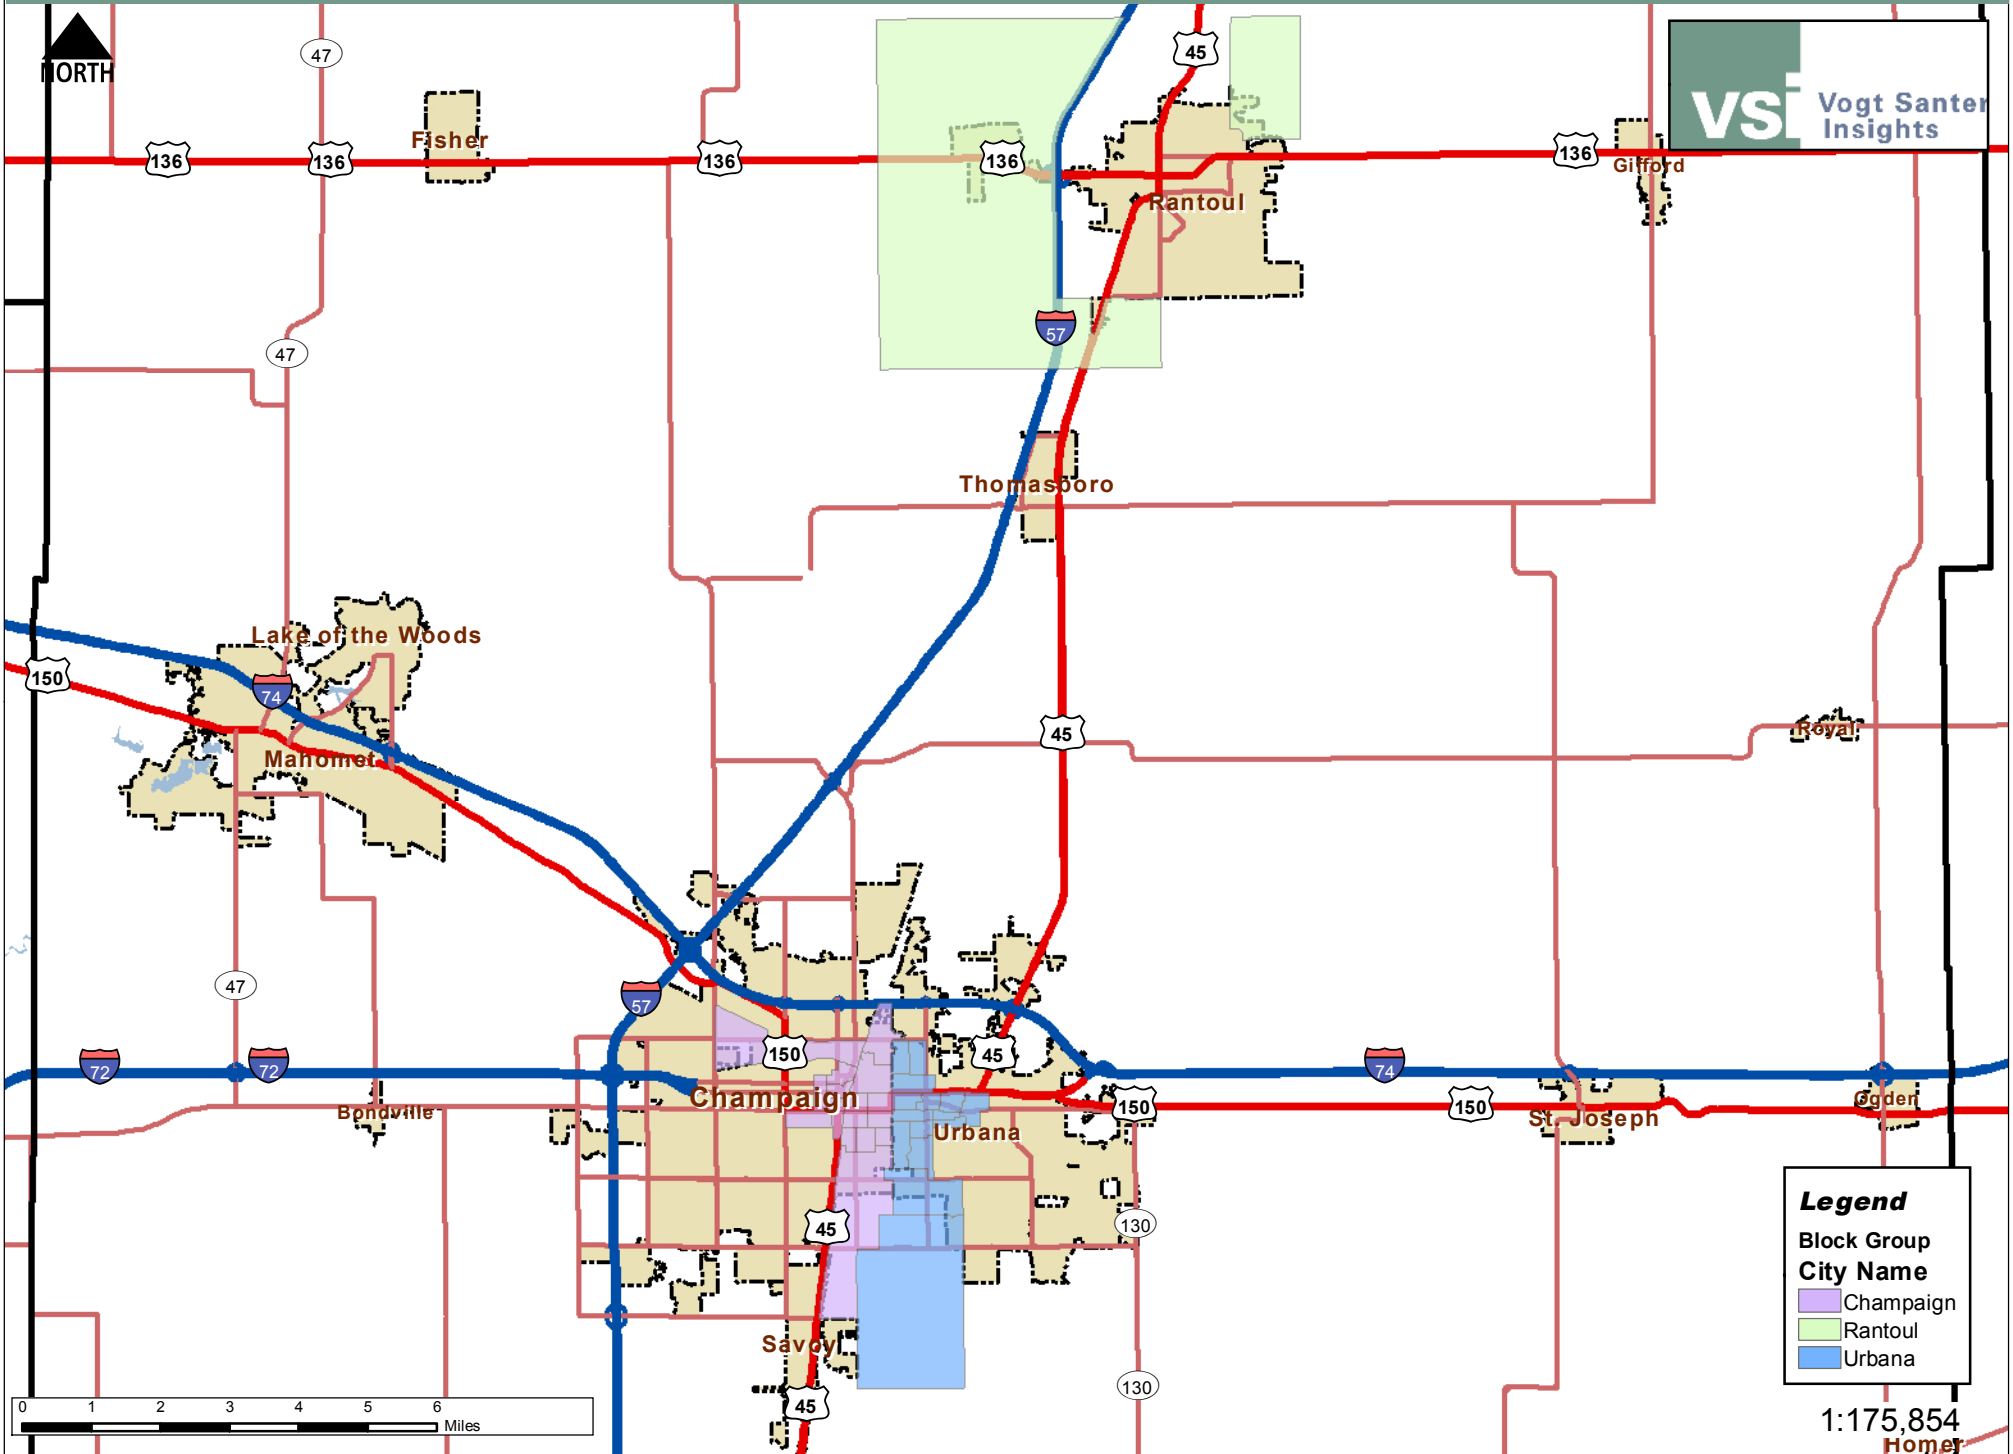 NORTH
47
45
vsi
Vogt Santer
Insights
136
136
Fisher
136
136
136
Gifford
Rantoul
57
47
Thomasboro
Lake of the Woods
150
74
45
Royal
Mahomet
47
57
72
72
150
45
74
Champaign
Bondville
150
150
Ogden
St. Joseph
Urbana
45
130
Savoy
130
45
Legend
Block Group
City Name
Champaign
Rantoul
Urbana
0 1 2 3 4 5 6
Miles
1:175,854
Homer